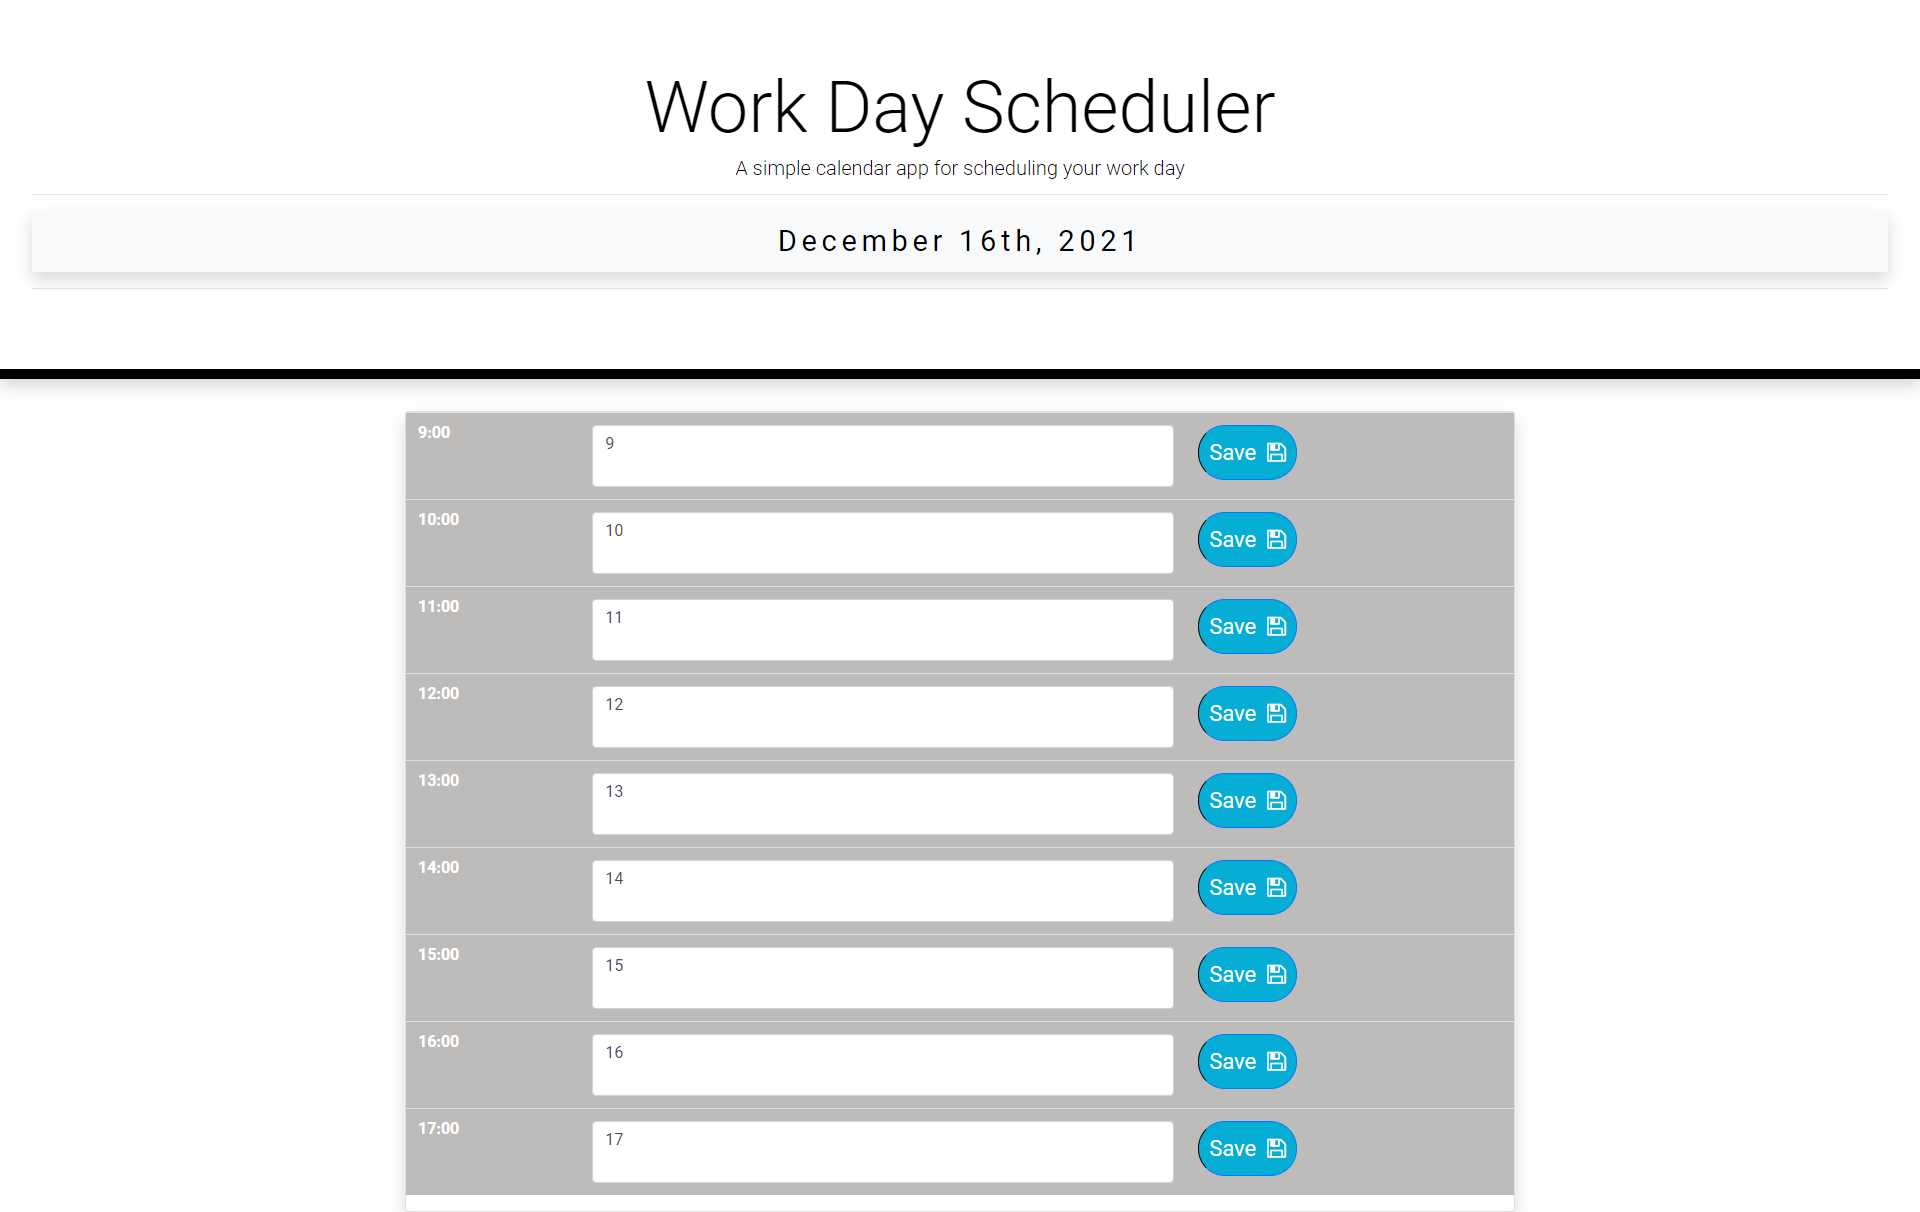 Work Day Scheduler
A simple calendar app for scheduling your work day
December 16th, 2021
9:00 9 Save
10:00 10 Save
11:00 11 Save
12:00 12 Save
13:00 13 Save
14:00 14 Save
15:00 15 Save
16:00 16 Save
17:00 17 Save